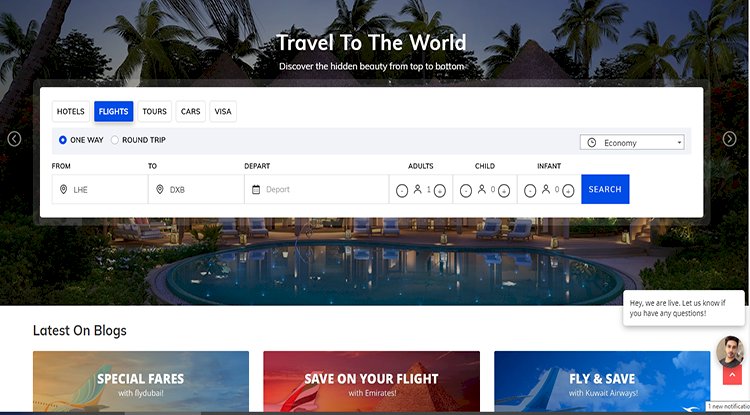 Travel To The World
Discover the hidden beauty from top to bottom
HOTELS FLIGHTS TOURS CARS VISA
ONE WAY ROUND TRIP Economy
FROM TO DEPART ADULTS CHILD INFANT
LHE DXB Depart - 1 + - 0 + - 0 + SEARCH
Hey, we are live. Let us know if
you have any questions!
Latest On Blogs
SPECIAL FARES SAVE ON YOUR FLIGHT FLY & SAVE
with flydubai! with Emirates! with Kuwait Airways!
1 new notificatio